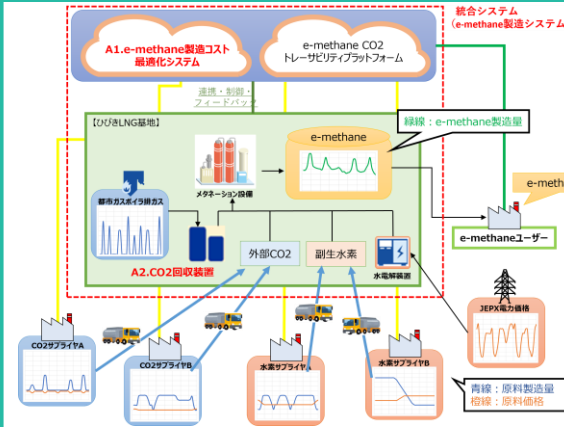 統合システム
（e-methane製造システム
A1.e-methane製造コスト
最適化システム
e-methane CO2
トレーサビリティプラットフォーム
連携・制御・
フィードバック
【ひびきLNG基地】
e-methane
緑線：e-methane製造量
メタネーション設備
都市ガスボイラ排ガス
e-meth
e-methaneユーザー
外部CO2
副生水素
水電解装置
A2.CO2回収装置
JEPX電力価格
CO2サプライヤA
CO2サプライヤB
水素サプライヤA
水素サプライヤB
青線：原料製造量
橙線：原料価格